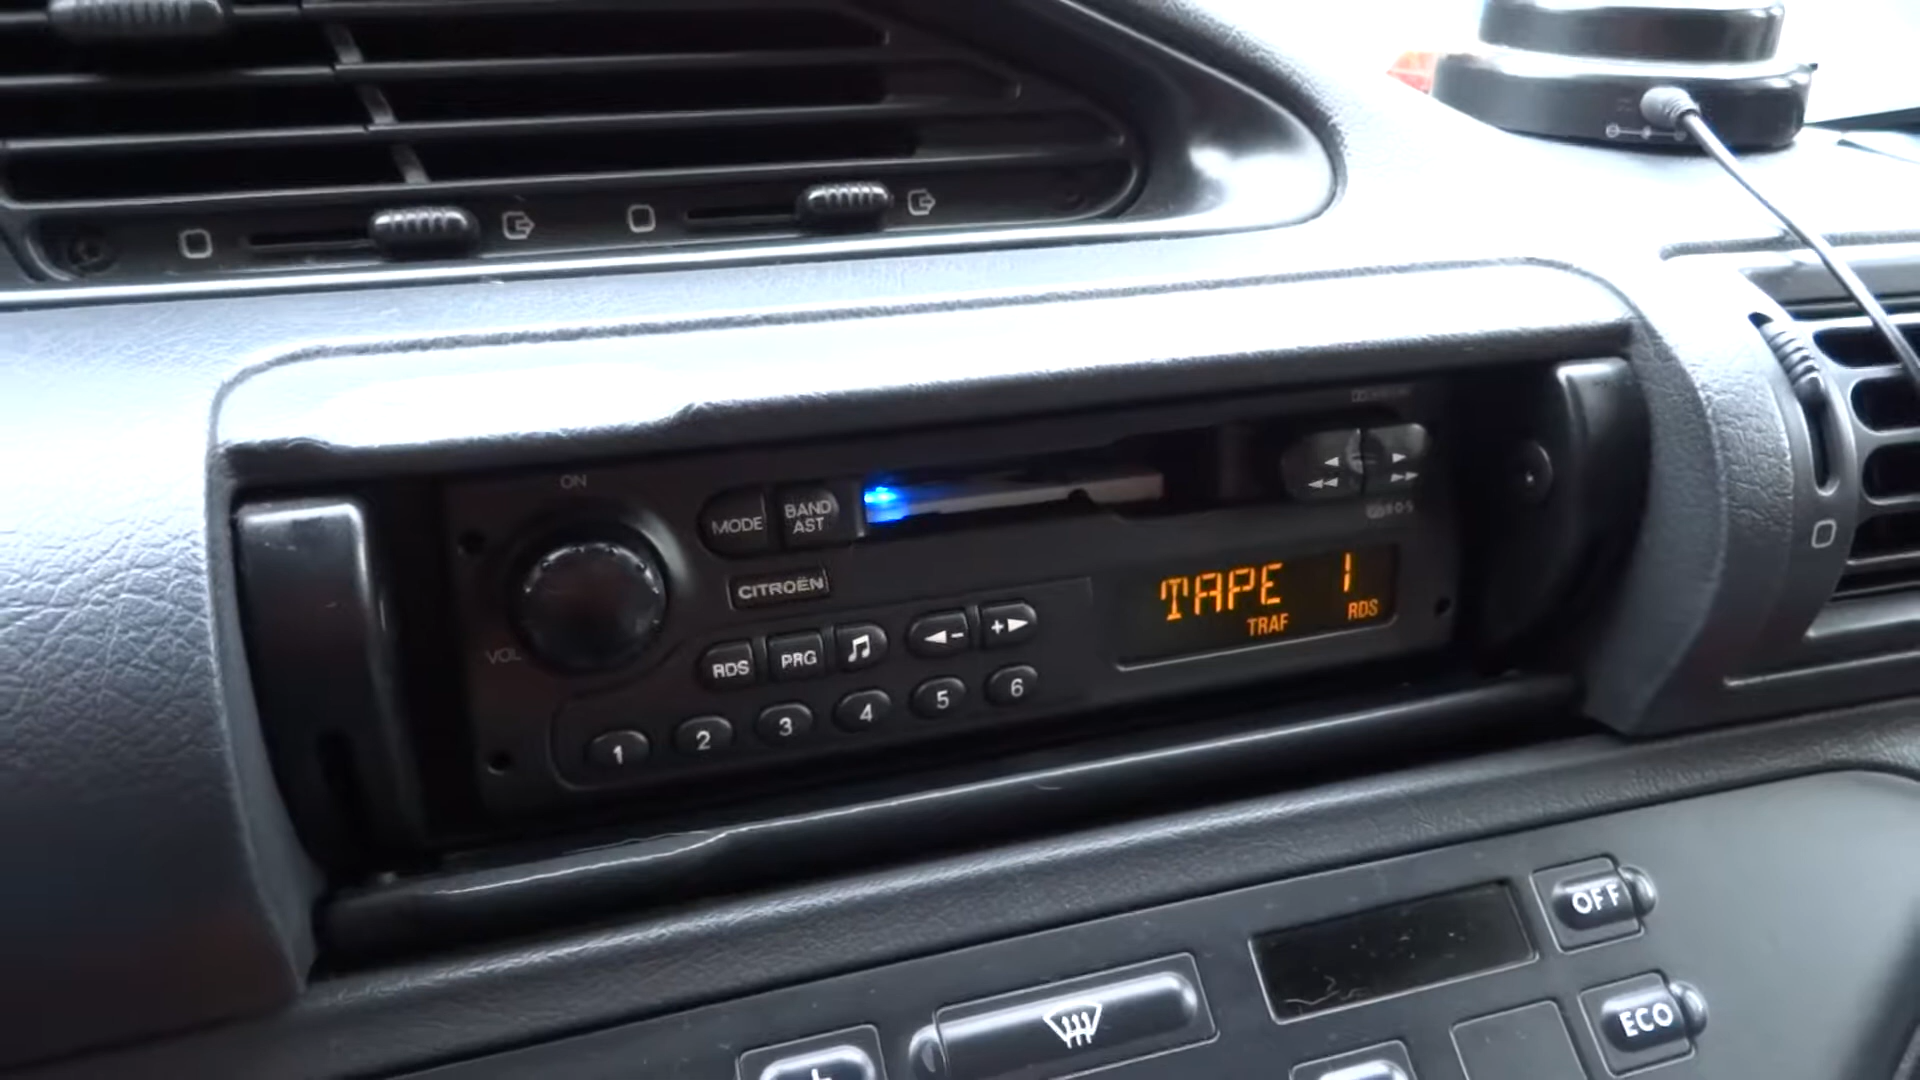 ON
MODE
BAND
AST
CITROËN
TAPE 1
TRAF RDS
VOL
RDS
PRG
-
+
1
2
3
4
5
6
OFF
ECO